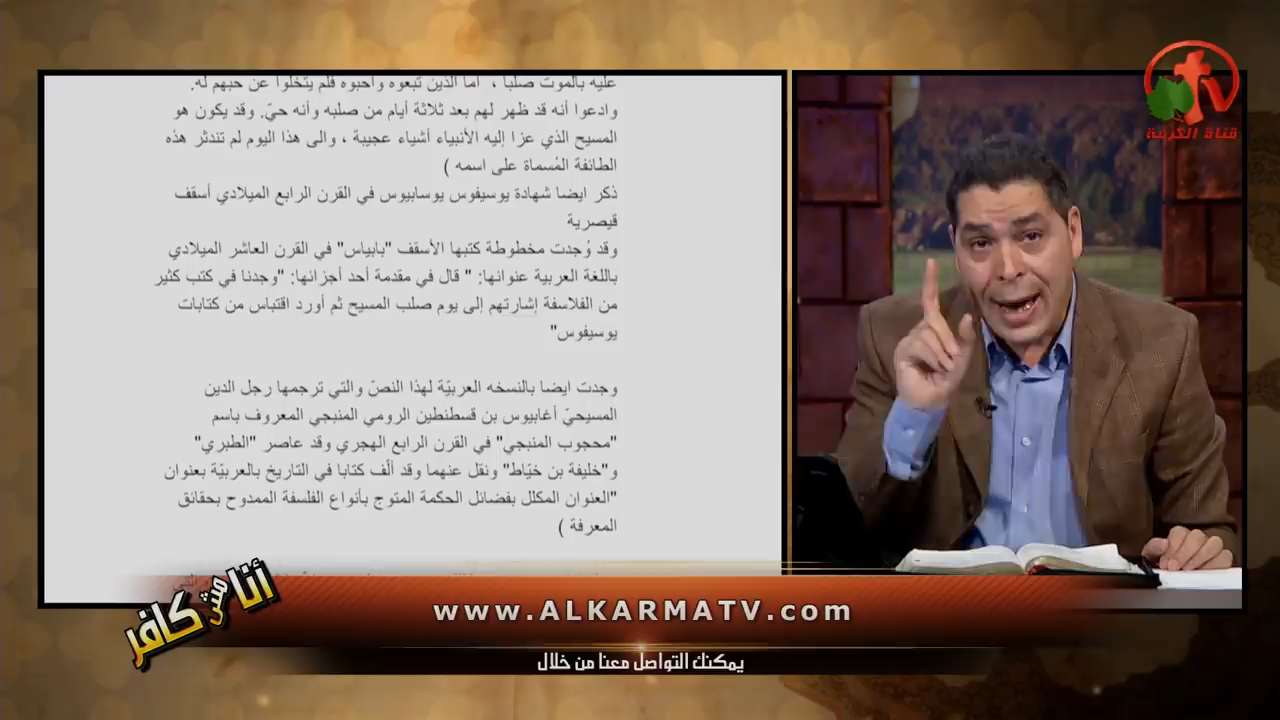 عليه بالموت صلبا ، أما الذين تبعوه وأحبوه فلم يتخلوا عن حبهم له.
وادعوا أنه قد ظهر لهم بعد ثلاثة أيام من صلبه وأنه حيّ. وقد يكون هو
المسيح الذي عزا إليه الأنبياء أشياء عجيبة ، والى هذا اليوم لم تندثر هذه
الطائفة المُسماة على اسمه )
ذكر ايضا شهادة يوسيفوس يوسابيوس في القرن الرابع الميلادي أسقف
قيصرية
وقد وُجدت مخطوطة كتبها الأسقف "بابياس" في القرن العاشر الميلادي
باللغة العربية عنوانها: " قال في مقدمة أحد أجزائها: "وجدنا في كتب كثير
من الفلاسفة إشارتهم إلى يوم صلب المسيح ثم أورد اقتباس من كتابات
يوسيفوس"
وجدت ايضا بالنسخه العربيّة لهذا النصّ والتي ترجمها رجل الدين
المسيحيّ أغابيوس بن قسطنطين الرومي المنبجي المعروف باسم
"محجوب المنبجي" في القرن الرابع الهجري وقد عاصر "الطبري"
و"خليفة بن خيّاط" ونقل عنهما وقد ألّف كتابا في التاريخ بالعربيّة بعنوان
"العنوان المكلل بفضائل الحكمة المتوج بأنواع الفلسفة الممدوح بحقائق
المعرفة )
TV
قناة الكرمة
أنا مش كافر
www.ALKARMATV.com
يمكنك التواصل معنا من خلال